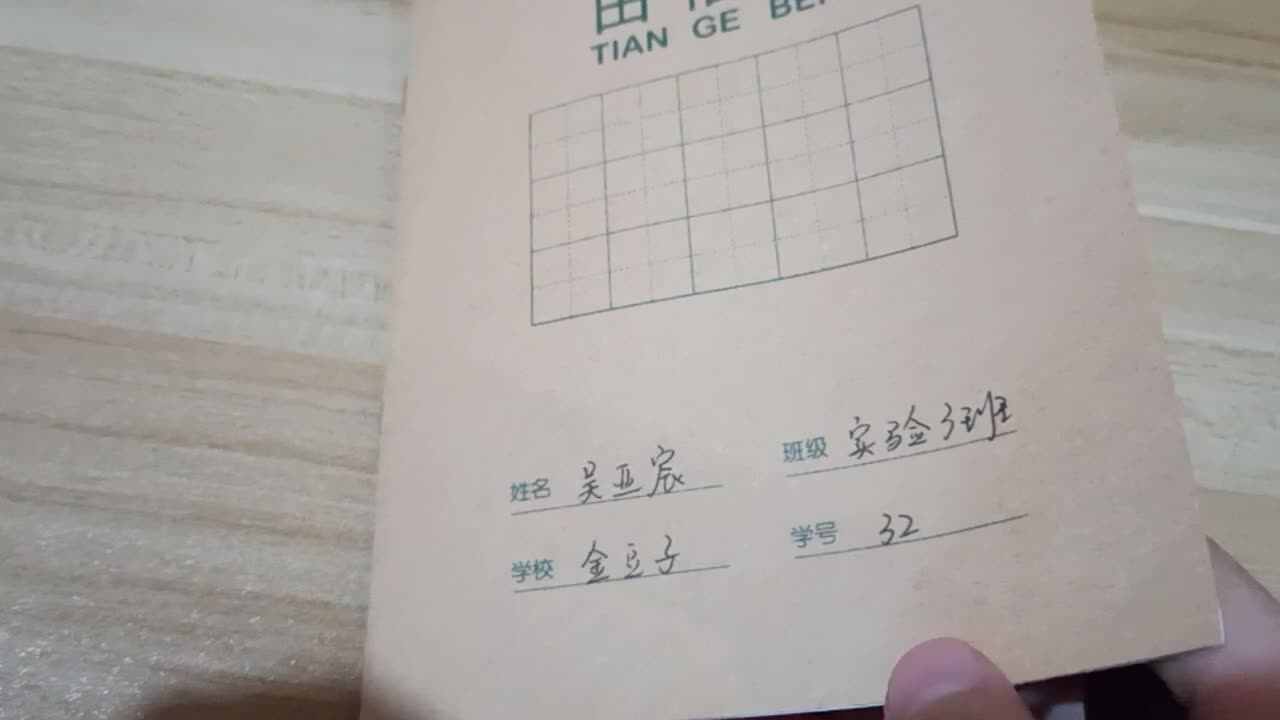 TIAN GE BEN
姓名 吴亚宸
班级 实验3班
学校 金豆子
学号 32